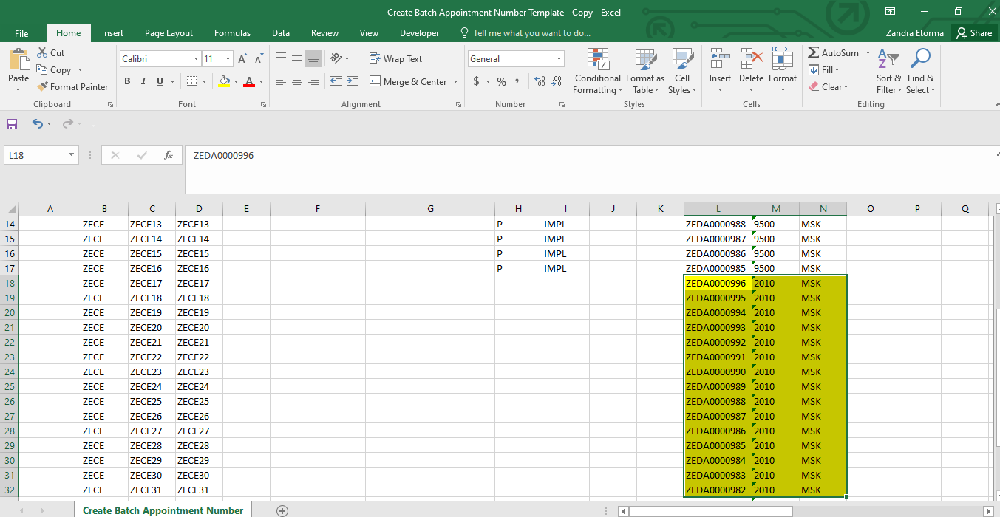 Create Batch Appointment Number Template - Copy - Excel
File Home Insert Page Layout Formulas Data Review View Developer Tell me what you want to do... Zandra Etorma Share
Paste Cut Copy Format Painter
Calibri 11
B I U A
Wrap Text
Merge & Center
General
$ % ,
Conditional Formatting
Format as Table
Cell Styles
Insert Delete Format
AutoSum
Fill
Clear
Sort & Filter
Find & Select
Clipboard Font Alignment Number Styles Cells Editing
L18 fx ZEDA0000996
A B C D E F G H I J K L M N O P Q
14 ZECE ZECE13 ZECE13 P IMPL ZEDA0000988 9500 MSK
15 ZECE ZECE14 ZECE14 P IMPL ZEDA0000987 9500 MSK
16 ZECE ZECE15 ZECE15 P IMPL ZEDA0000986 9500 MSK
17 ZECE ZECE16 ZECE16 P IMPL ZEDA0000985 9500 MSK
18 ZECE ZECE17 ZECE17 ZEDA0000996 2010 MSK
19 ZECE ZECE18 ZECE18 ZEDA0000995 2010 MSK
20 ZECE ZECE19 ZECE19 ZEDA0000994 2010 MSK
21 ZECE ZECE20 ZECE20 ZEDA0000993 2010 MSK
22 ZECE ZECE21 ZECE21 ZEDA0000992 2010 MSK
23 ZECE ZECE22 ZECE22 ZEDA0000991 2010 MSK
24 ZECE ZECE23 ZECE23 ZEDA0000990 2010 MSK
25 ZECE ZECE24 ZECE24 ZEDA0000989 2010 MSK
26 ZECE ZECE25 ZECE25 ZEDA0000988 2010 MSK
27 ZECE ZECE26 ZECE26 ZEDA0000987 2010 MSK
28 ZECE ZECE27 ZECE27 ZEDA0000986 2010 MSK
29 ZECE ZECE28 ZECE28 ZEDA0000985 2010 MSK
30 ZECE ZECE29 ZECE29 ZEDA0000984 2010 MSK
31 ZECE ZECE30 ZECE30 ZEDA0000983 2010 MSK
32 ZECE ZECE31 ZECE31 ZEDA0000982 2010 MSK
Create Batch Appointment Number